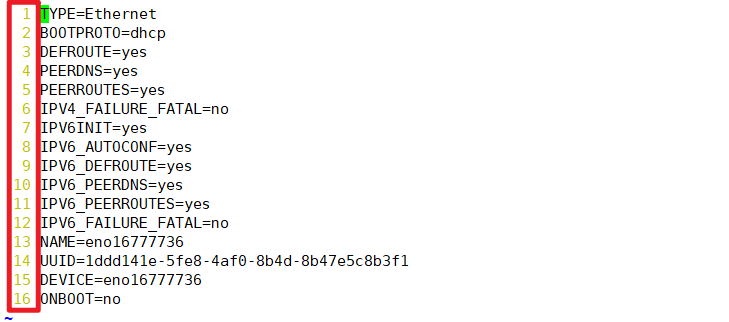 1 TYPE=Ethernet
2 BOOTPROTO=dhcp
3 DEFROUTE=yes
4 PEERDNS=yes
5 PEERROUTES=yes
6 IPV4_FAILURE_FATAL=no
7 IPV6INIT=yes
8 IPV6_AUTOCONF=yes
9 IPV6_DEFROUTE=yes
10 IPV6_PEERDNS=yes
11 IPV6_PEERROUTES=yes
12 IPV6_FAILURE_FATAL=no
13 NAME=eno16777736
14 UUID=1ddd141e-5fe8-4af0-8b4d-8b47e5c8b3f1
15 DEVICE=eno16777736
16 ONBOOT=no
~